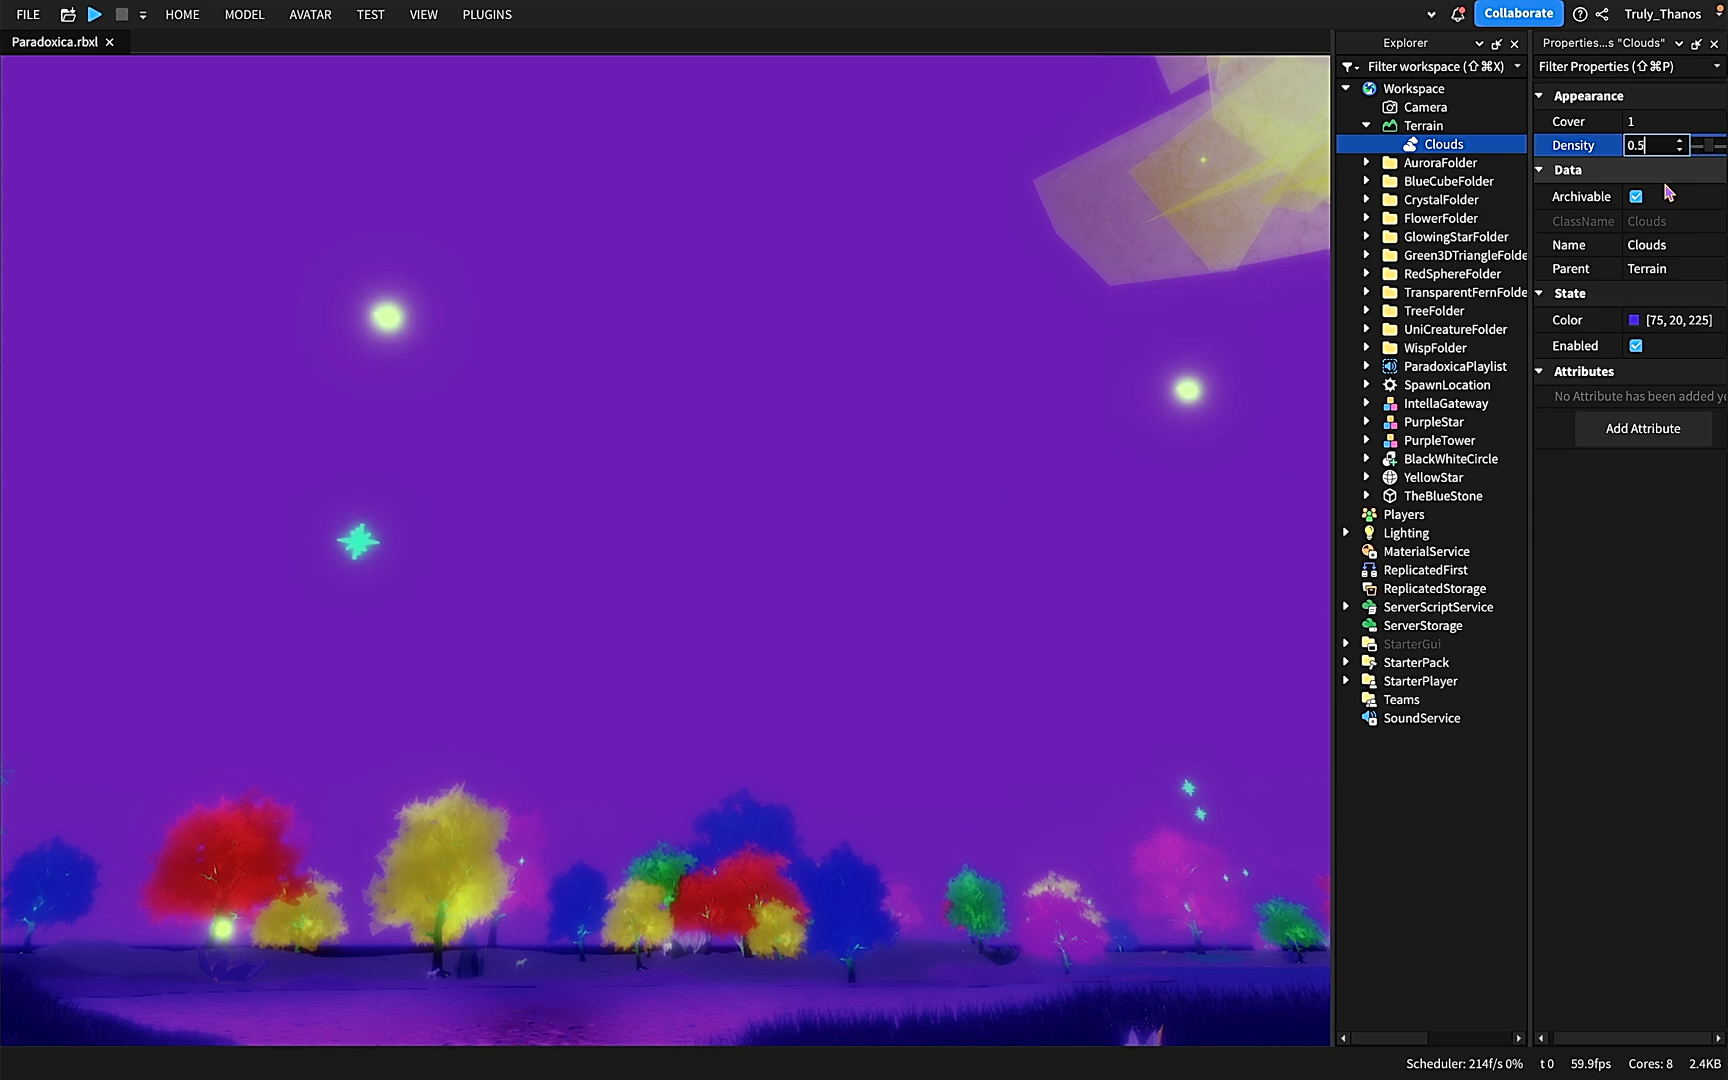 FILE HOME MODEL AVATAR TEST VIEW PLUGINS Collaborate Truly_Thanos
Paradoxica.rbxl
Explorer
Filter workspace (⇧⌘X)
Workspace
Camera
Terrain
Clouds
AuroraFolder
BlueCubeFolder
CrystalFolder
FlowerFolder
GlowingStarFolder
Green3DTriangleFolde
RedSphereFolder
TransparentFernFolde
TreeFolder
UniCreatureFolder
WispFolder
ParadoxicaPlaylist
SpawnLocation
IntellaGateway
PurpleStar
PurpleTower
BlackWhiteCircle
YellowStar
TheBlueStone
Players
Lighting
MaterialService
ReplicatedFirst
ReplicatedStorage
ServerScriptService
ServerStorage
StarterGui
StarterPack
StarterPlayer
Teams
SoundService
Properties...s "Clouds"
Filter Properties (⇧⌘P)
Appearance
Cover 1
Density 0.5
Data
Archivable
ClassName Clouds
Name Clouds
Parent Terrain
State
Color [75, 20, 225]
Enabled
Attributes
No Attribute has been added ye
Add Attribute
Scheduler: 214f/s 0% t 0 59.9fps Cores: 8 2.4KB